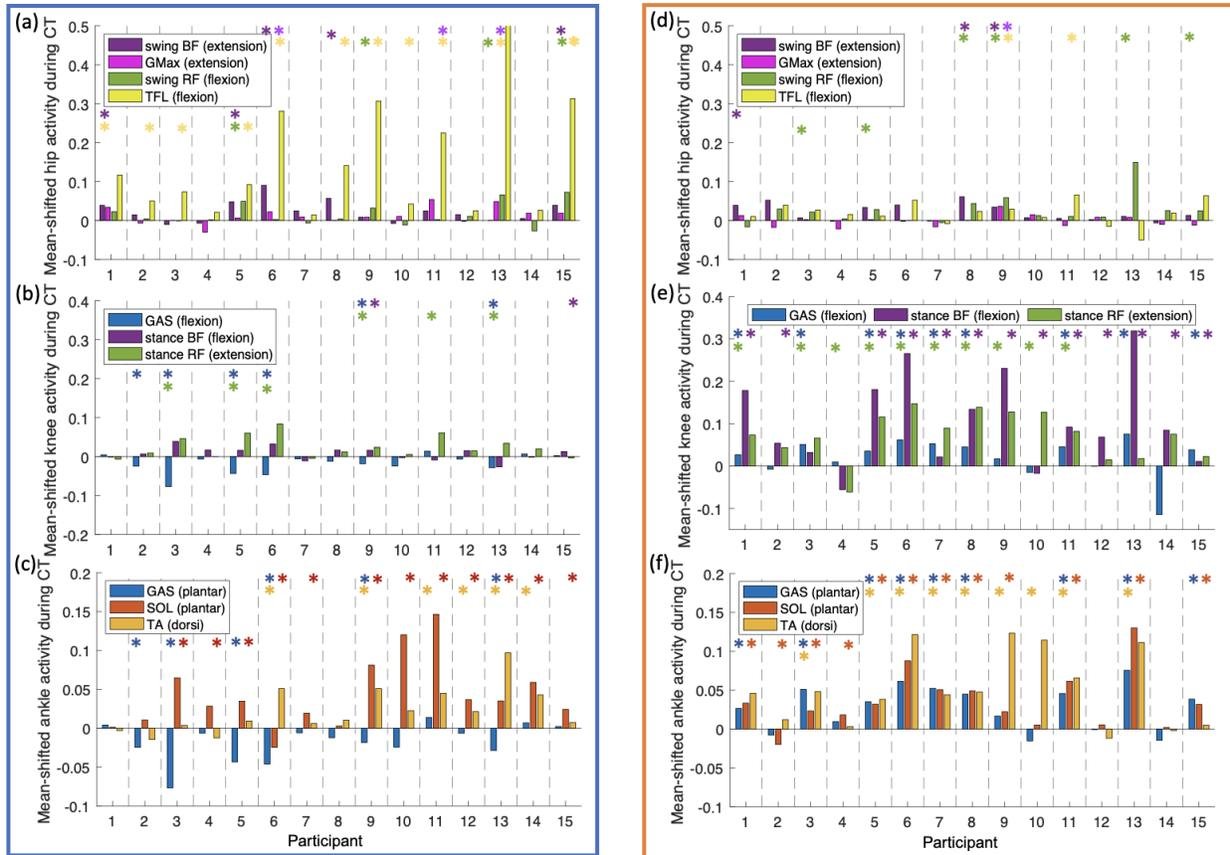 (a)
Mean-shifted hip activity during CT
0.5
0.4
0.3
0.2
0.1
0
-0.1
swing BF (extension)
GMax (extension)
swing RF (flexion)
TFL (flexion)
1 2 3 4 5 6 7 8 9 10 11 12 13 14 15
(b)
Mean-shifted knee activity during CT
0.4
0.3
0.2
0.1
0
-0.1
-0.2
GAS (flexion)
stance BF (flexion)
stance RF (extension)
1 2 3 4 5 6 7 8 9 10 11 12 13 14 15
(c)
Mean-shifted ankle activity during CT
0.2
0.15
0.1
0.05
0
-0.05
-0.1
GAS (plantar)
SOL (plantar)
TA (dorsi)
1 2 3 4 5 6 7 8 9 10 11 12 13 14 15
Participant
(d)
Mean-shifted hip activity during CT
0.5
0.4
0.3
0.2
0.1
0
-0.1
swing BF (extension)
GMax (extension)
swing RF (flexion)
TFL (flexion)
1 2 3 4 5 6 7 8 9 10 11 12 13 14 15
(e)
Mean-shifted knee activity during CT
0.4
0.3
0.2
0.1
0
-0.1
GAS (flexion) stance BF (flexion) stance RF (extension)
1 2 3 4 5 6 7 8 9 10 11 12 13 14 15
(f)
Mean-shifted ankle activity during CT
0.2
0.15
0.1
0.05
0
-0.05
-0.1
GAS (plantar)
SOL (plantar)
TA (dorsi)
1 2 3 4 5 6 7 8 9 10 11 12 13 14 15
Participant